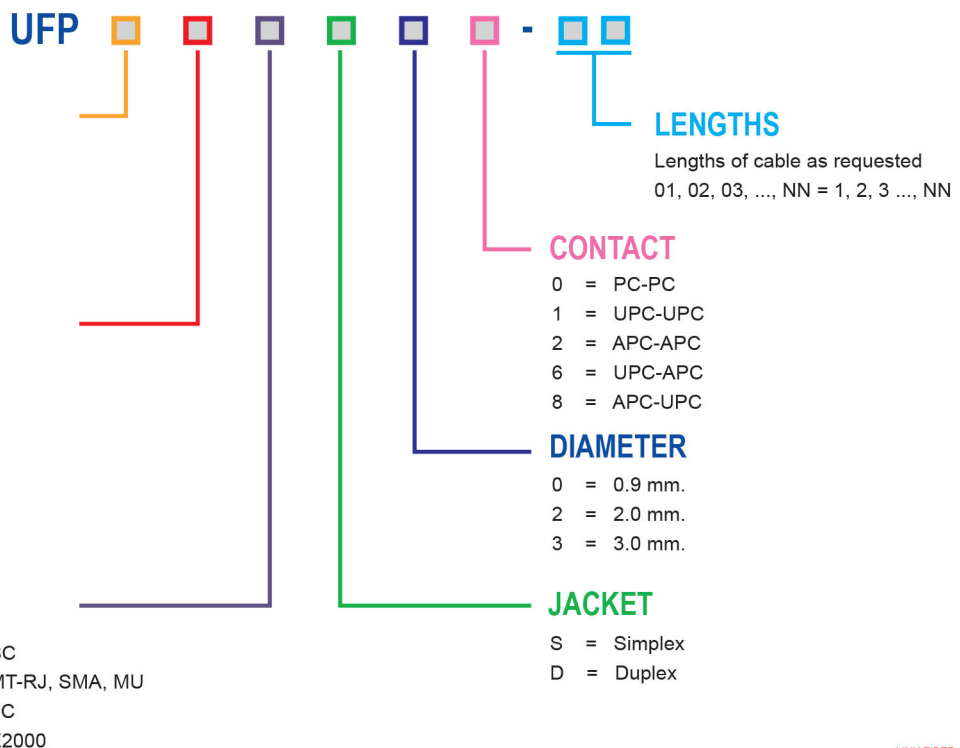 UFP -
LENGTHS
Lengths of cable as requested
01, 02, 03, ..., NN = 1, 2, 3 ..., NN
CONTACT
0 = PC-PC
1 = UPC-UPC
2 = APC-APC
6 = UPC-APC
8 = APC-UPC
DIAMETER
0 = 0.9 mm.
2 = 2.0 mm.
3 = 3.0 mm.
JACKET
S = Simplex
D = Duplex
MT-RJ, SMA, MU
E2000